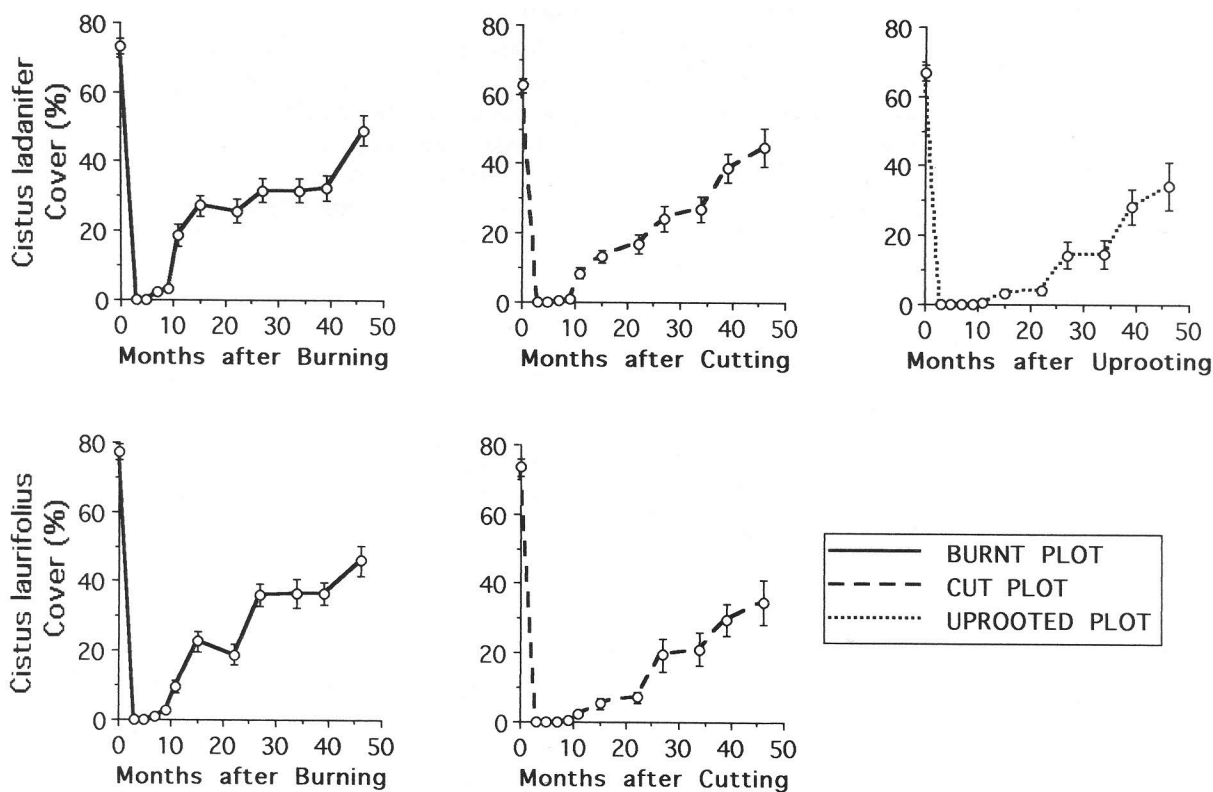 Cistus ladanifer
Cover (%)
80
60
40
20
0
0 10 20 30 40 50
Months after Burning
80
60
40
20
0
0 10 20 30 40 50
Months after Cutting
80
60
40
20
0
0 10 20 30 40 50
Months after Uprooting
Cistus laurifolius
Cover (%)
80
60
40
20
0
0 10 20 30 40 50
Months after Burning
80
60
40
20
0
0 10 20 30 40 50
Months after Cutting
BURNT PLOT
CUT PLOT
UPROOTED PLOT